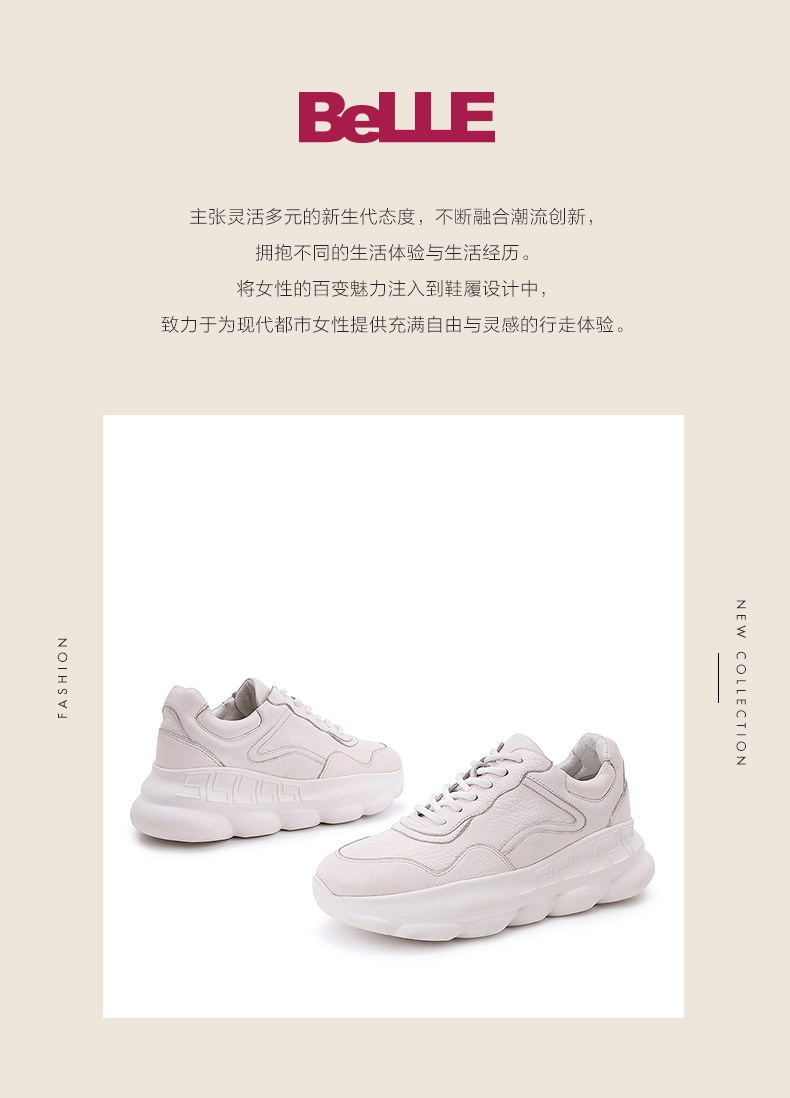 BeLLE
主张灵活多元的新生代态度，不断融合潮流创新，
拥抱不同的生活体验与生活经历。
将女性的百变魅力注入到鞋履设计中，
致力于为现代都市女性提供充满自由与灵感的行走体验。
FASHION
NEW COLLECTION